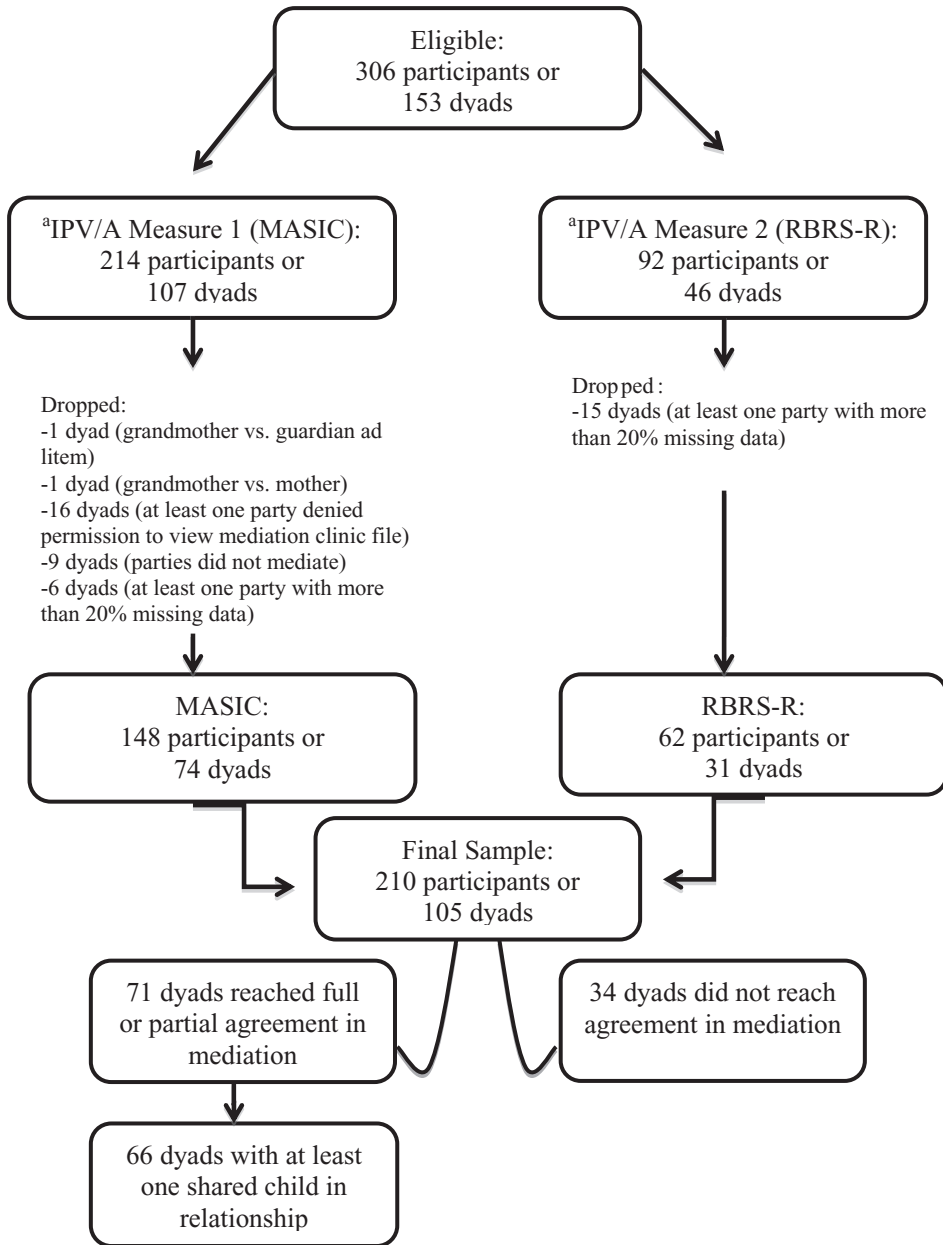 Eligible:
306 participants or
153 dyads
aIPV/A Measure 1 (MASIC):
214 participants or
107 dyads
aIPV/A Measure 2 (RBRS-R):
92 participants or
46 dyads
Dropped:
-1 dyad (grandmother vs. guardian ad
litem)
-1 dyad (grandmother vs. mother)
-16 dyads (at least one party denied
permission to view mediation clinic file)
-9 dyads (parties did not mediate)
-6 dyads (at least one party with more
than 20% missing data)
Dropped:
-15 dyads (at least one party with more
than 20% missing data)
MASIC:
148 participants or
74 dyads
RBRS-R:
62 participants or
31 dyads
Final Sample:
210 participants or
105 dyads
71 dyads reached full
or partial agreement in
mediation
34 dyads did not reach
agreement in mediation
66 dyads with at least
one shared child in
relationship